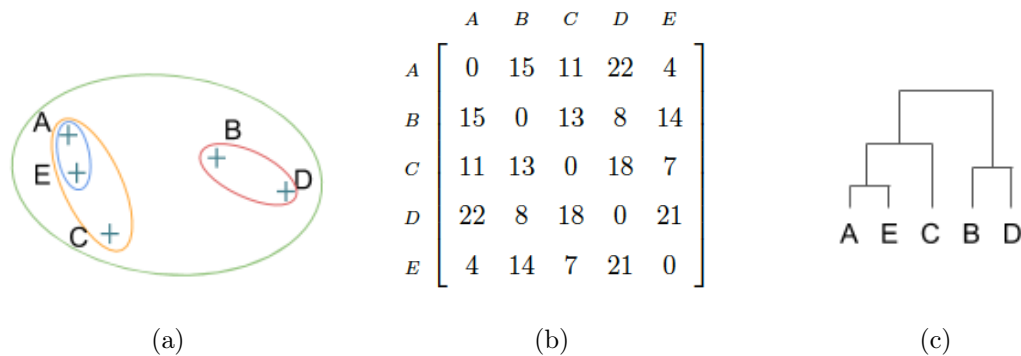 A
E
C
B
D
A B C D E
A 0 15 11 22 4
B 15 0 13 8 14
C 11 13 0 18 7
D 22 8 18 0 21
E 4 14 7 21 0
A E C B D
(a) (b) (c)